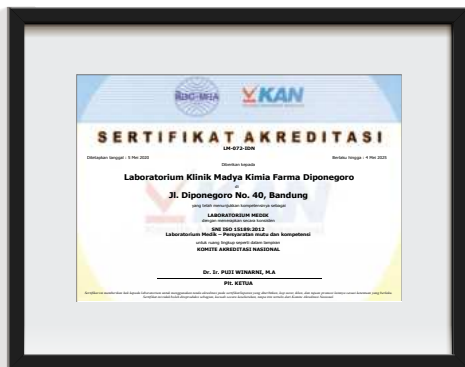 ILAC-MRA
KAN
SERTIFIKAT AKREDITASI
LM-072-IDN
Ditetapkan tanggal : 5 Mei 2020
Berlaku hingga : 4 Mei 2025
Diberikan kepada
Laboratorium Klinik Madya Kimia Farma Diponegoro
di
Jl. Diponegoro No. 40, Bandung
yang telah menunjukkan kompetensinya sebagai
LABORATORIUM MEDIK
dengan menerapkan secara konsisten
SNI ISO 15189:2012
Laboratorium Medik – Persyaratan mutu dan kompetensi
untuk ruang lingkup seperti dalam lampiran
KOMITE AKREDITASI NASIONAL
Dr. Ir. PUJI WINARNI, M.A
Plt. KETUA